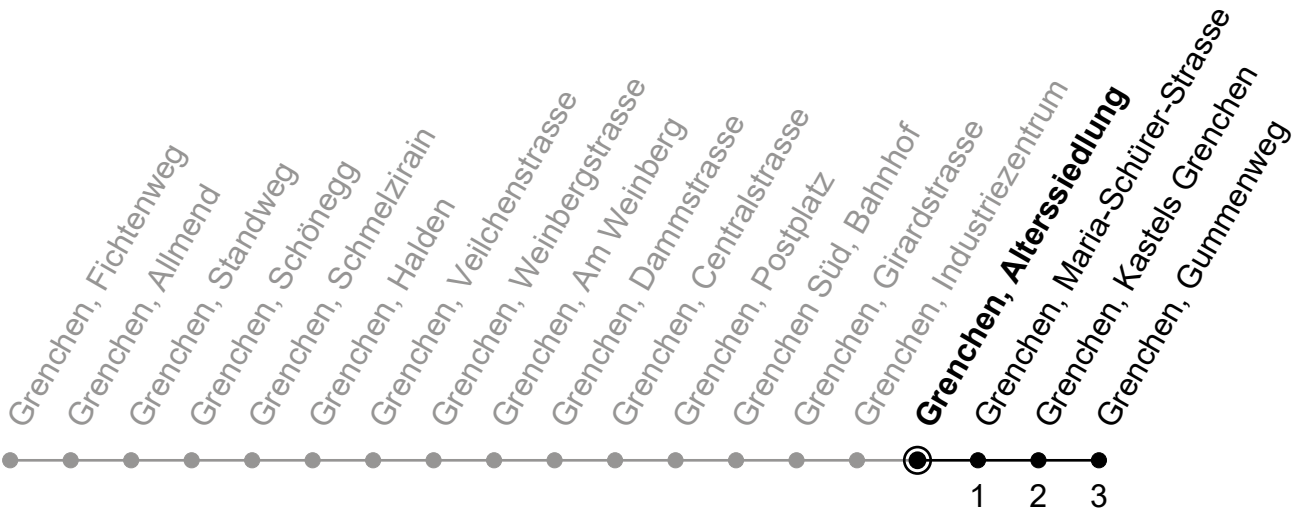 Grenchen, Fichtenweg
Grenchen, Allmend
Grenchen, Standweg
Grenchen, Schönegg
Grenchen, Schmelzirain
Grenchen, Halden
Grenchen, Veilchenstrasse
Grenchen, Weinbergstrasse
Grenchen, Am Weinberg
Grenchen, Dammstrasse
Grenchen, Centralstrasse
Grenchen, Postplatz
Grenchen Süd, Bahnhof
Grenchen, Girardstrasse
Grenchen, Industriezentrum
Grenchen, Alterssiedlung
Grenchen, Maria-Schürer-Strasse
Grenchen, Kastels Grenchen
Grenchen, Gummenweg
1 2 3